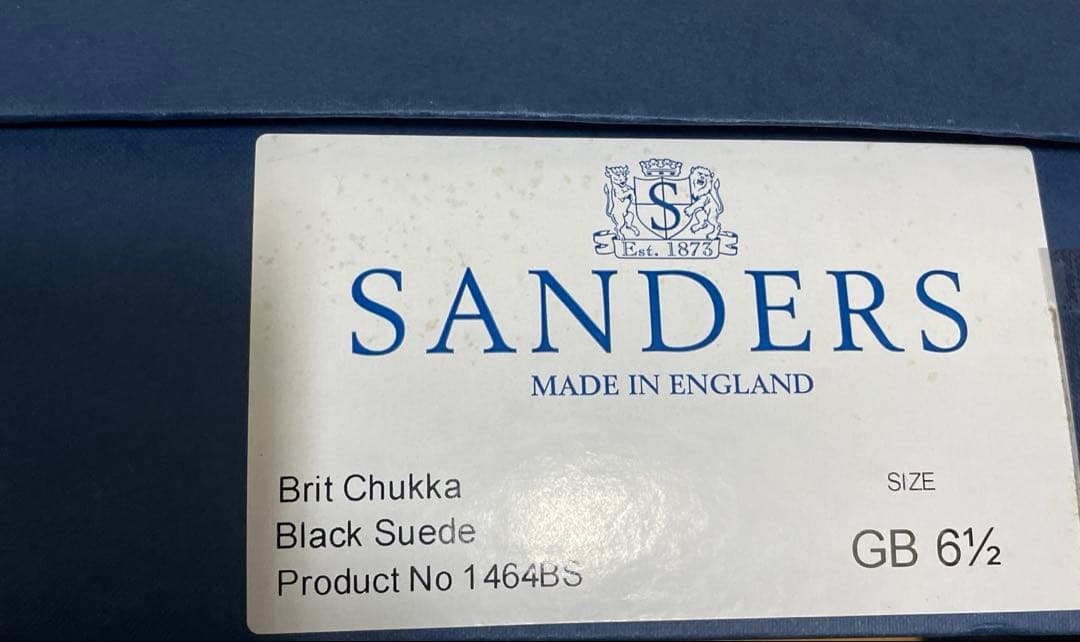 S
Est. 1873
SANDERS
MADE IN ENGLAND
Brit Chukka
Black Suede
Product No 1464BS
SIZE
GB 6½